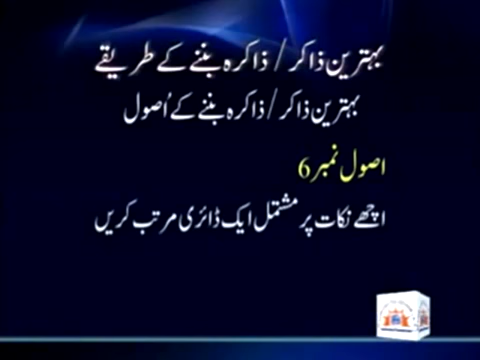 بہترین ذاکر/ ذاکرہ بننے کے طریقے
بہترین ذاکر/ ذاکرہ بننے کے اُصول
اصول نمبر 6
اچھے نکات پر مشتمل ایک ڈائری مرتب کریں